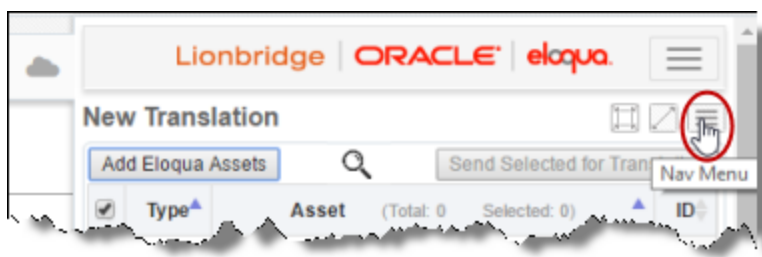 Lionbridge | ORACLE | eloqua.
New Translation
Add Eloqua Assets Send Selected for Tran
Nav Menu
Type Asset (Total: 0 Selected: 0) ID